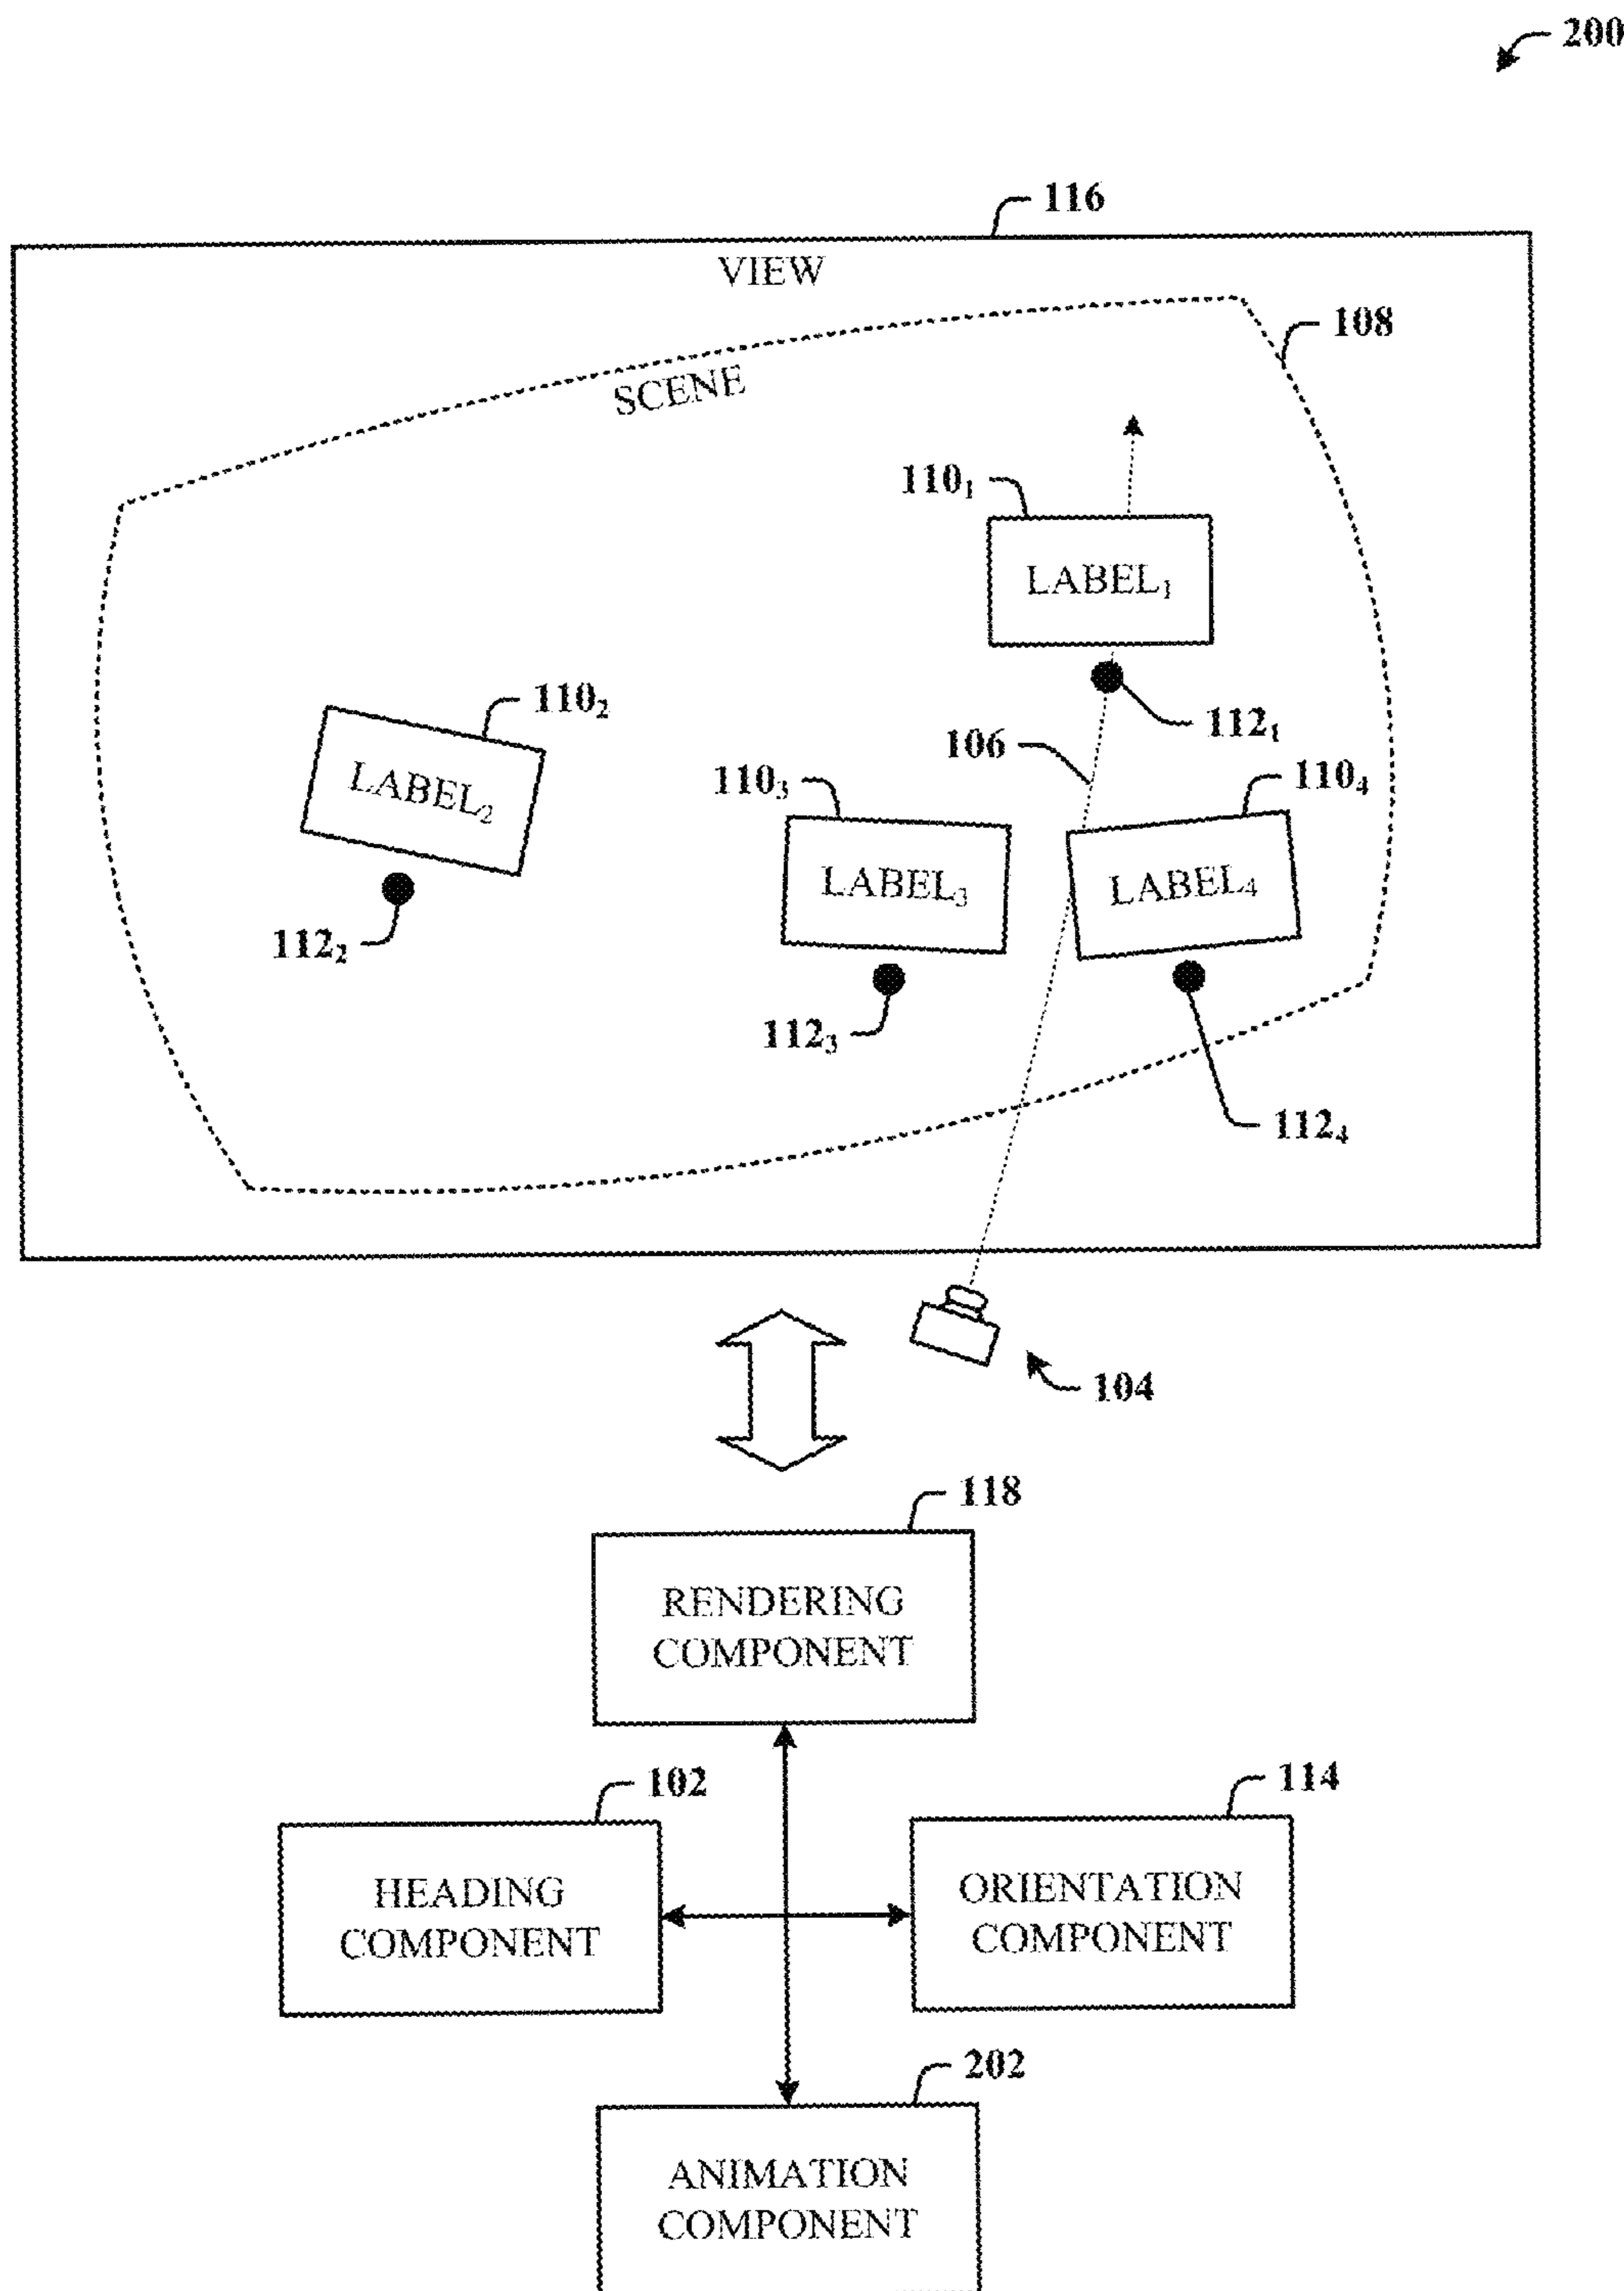 200
116
VIEW
108
SCENE
110₁
LABEL₁
110₂
112₁
106
110₃
110₄
LABEL₂
LABEL₃
LABEL₄
112₂
112₃
112₄
104
118
RENDERING
COMPONENT
102
114
HEADING
COMPONENT
ORIENTATION
COMPONENT
202
ANIMATION
COMPONENT